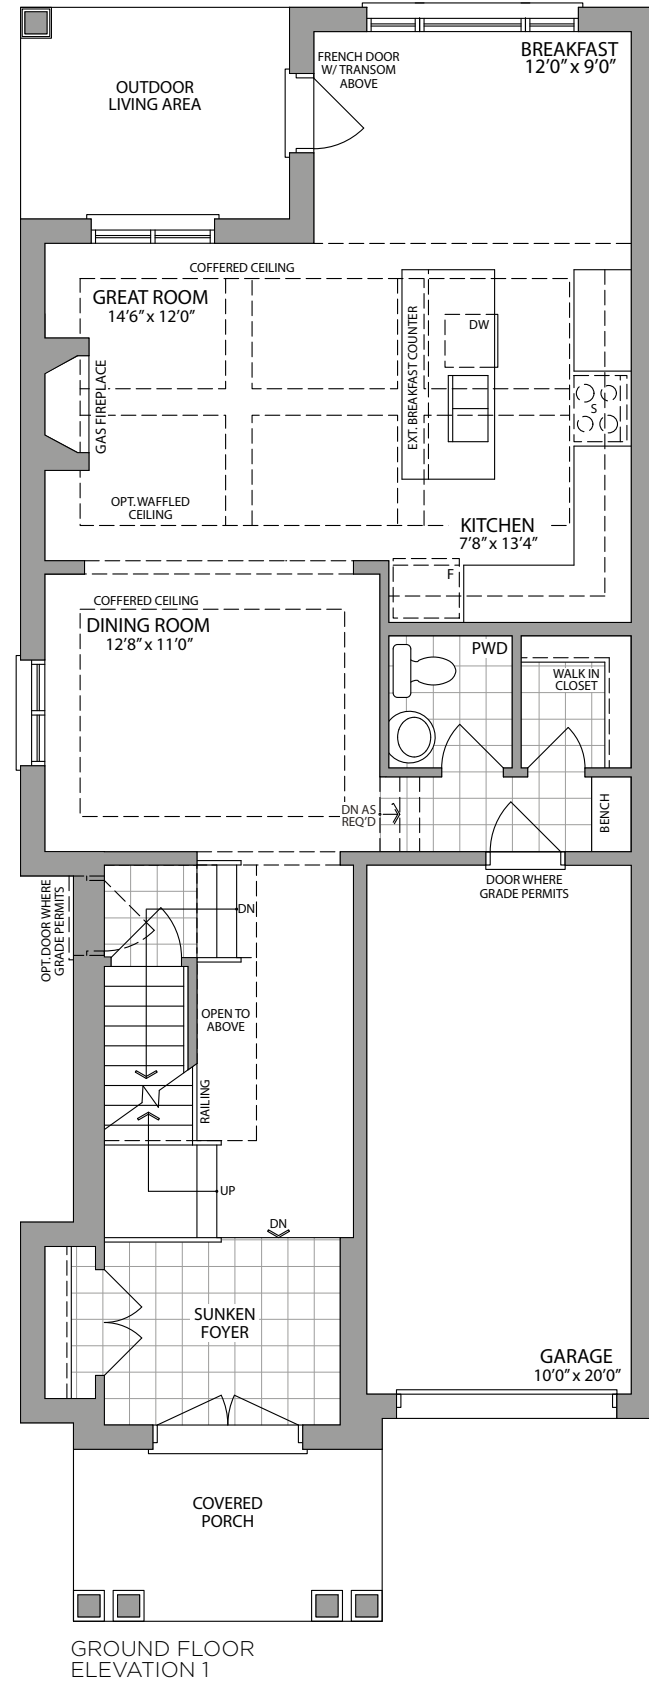 BREAKFAST
12'0" x 9'0"
FRENCH DOOR
W/ TRANSOM
ABOVE
OUTDOOR
LIVING AREA
COFFERED CEILING
GREAT ROOM
14'6" x 12'0"
DW
EXT. BREAKFAST COUNTER
GAS FIREPLACE
S
OPT. WAFFLED
CEILING
KITCHEN
7'8" x 13'4"
F
COFFERED CEILING
DINING ROOM
12'8" x 11'0"
PWD
WALK IN
CLOSET
DN AS
REQ'D
BENCH
DOOR WHERE
GRADE PERMITS
OPT. DOOR WHERE
GRADE PERMITS
DN
OPEN TO
ABOVE
RAILING
UP
DN
SUNKEN
FOYER
GARAGE
10'0" x 20'0"
COVERED
PORCH
GROUND FLOOR
ELEVATION 1